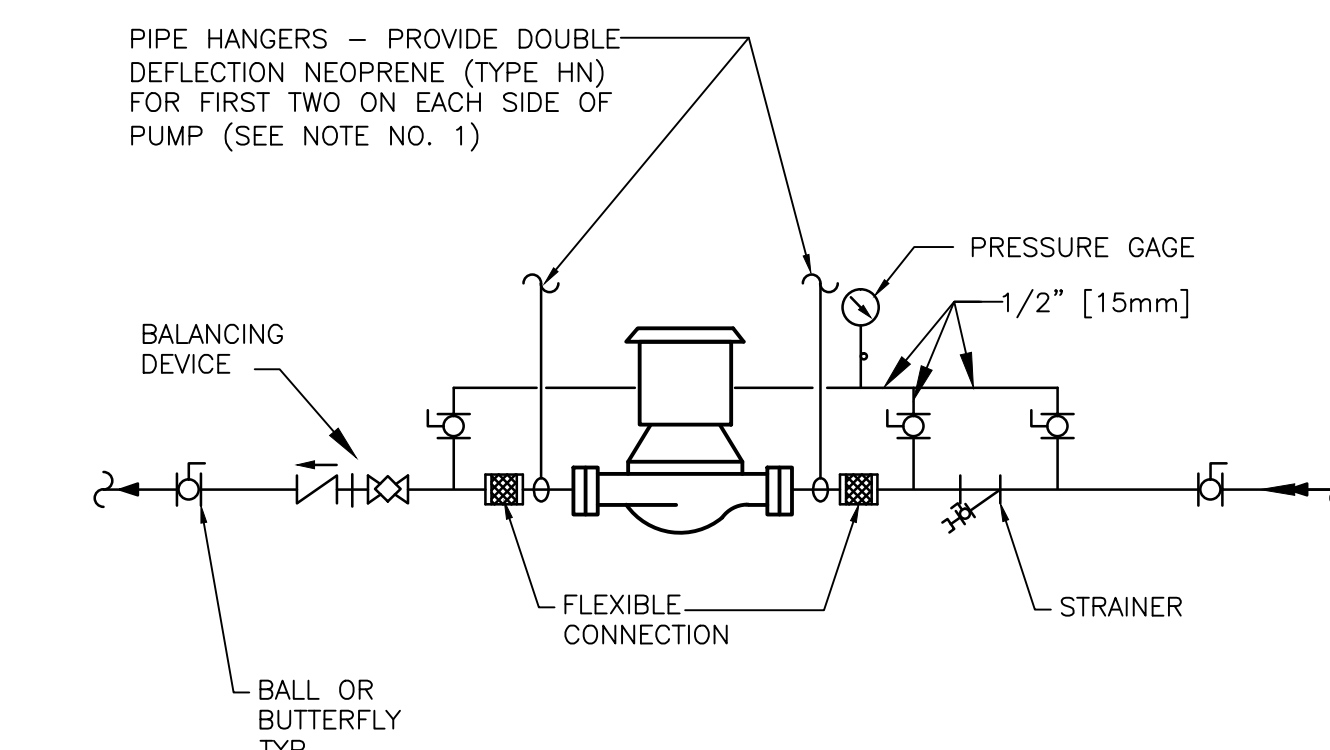 PIPE HANGERS – PROVIDE DOUBLE
DEFLECTION NEOPRENE (TYPE HN)
FOR FIRST TWO ON EACH SIDE OF
PUMP (SEE NOTE NO. 1)
PRESSURE GAGE
1/2" [15mm]
BALANCING
DEVICE
FLEXIBLE
CONNECTION
STRAINER
BALL OR
BUTTERFLY
TYP